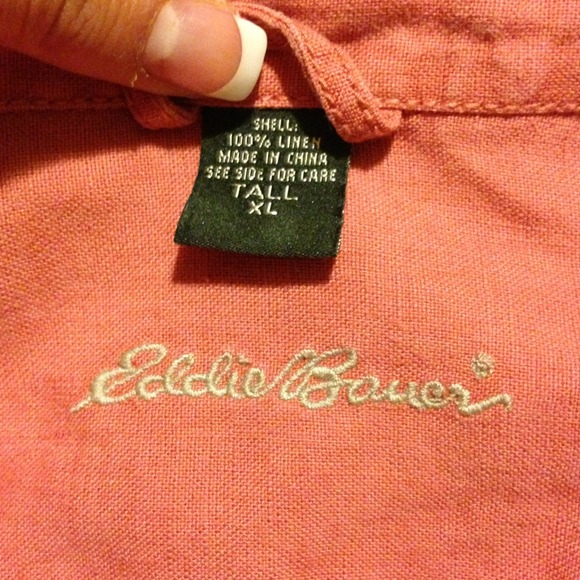 SHELL:
100% LINEN
MADE IN CHINA
SEE SIDE FOR CARE
TALL
XL
Eddie Bauer®